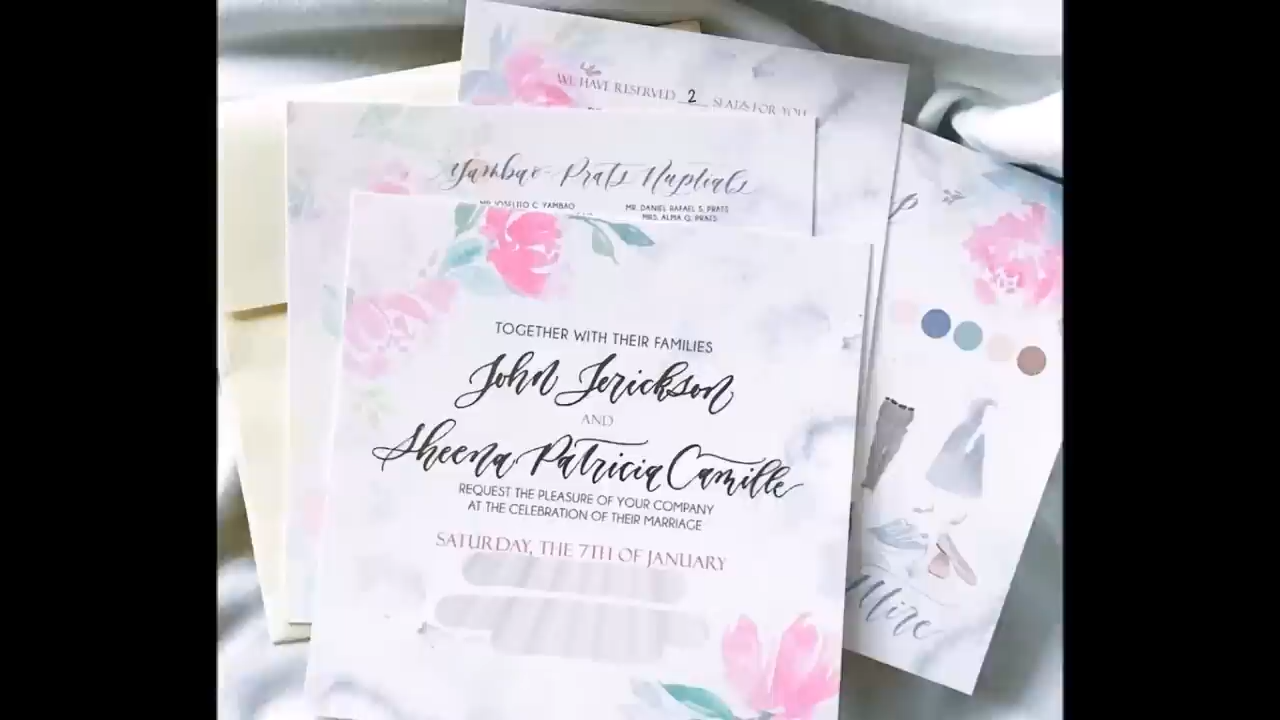 WE HAVE RESERVED 2 SEATS FOR YOU
Yambao-Prats Nuptials
MR. JOSELITO C. YAMBAO
MR. DANIEL RAFAEL S. PRATS
MRS. ALMA Q. PRATS
TOGETHER WITH THEIR FAMILIES
John Jerickson
AND
Sheena Patricia Camille
REQUEST THE PLEASURE OF YOUR COMPANY
AT THE CELEBRATION OF THEIR MARRIAGE
SATURDAY, THE 7TH OF JANUARY